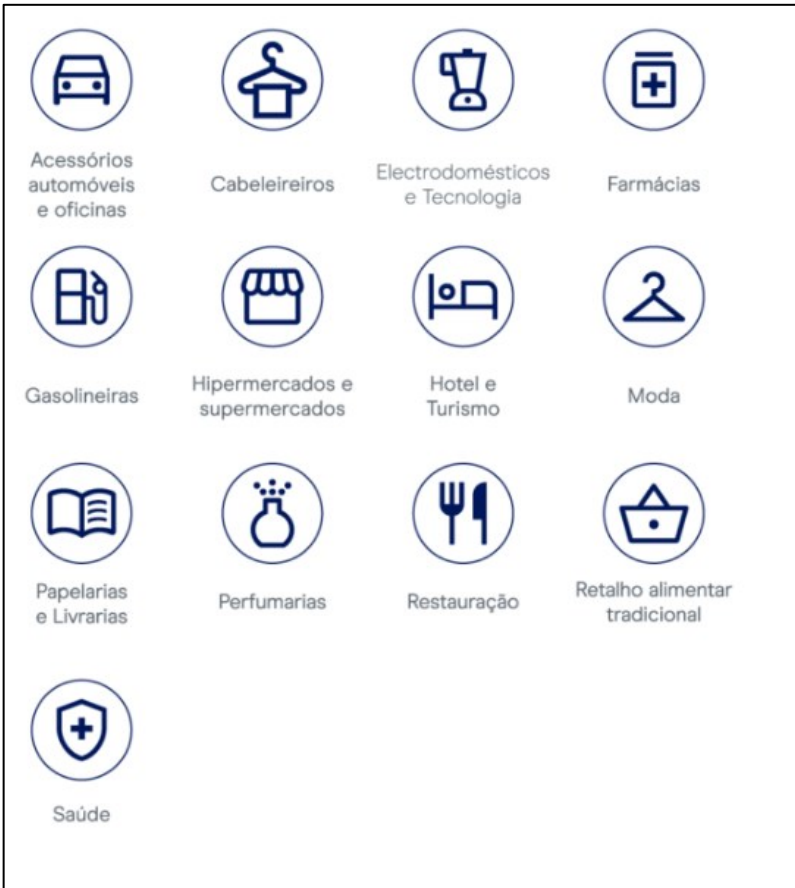 Acessórios
automóveis
e oficinas
Cabeleireiros
Electrodomésticos
e Tecnologia
Farmácias
Gasolineiras
Hipermercados e
supermercados
Hotel e
Turismo
Moda
Papelarias
e Livrarias
Perfumarias
Restauração
Retalho alimentar
tradicional
Saúde